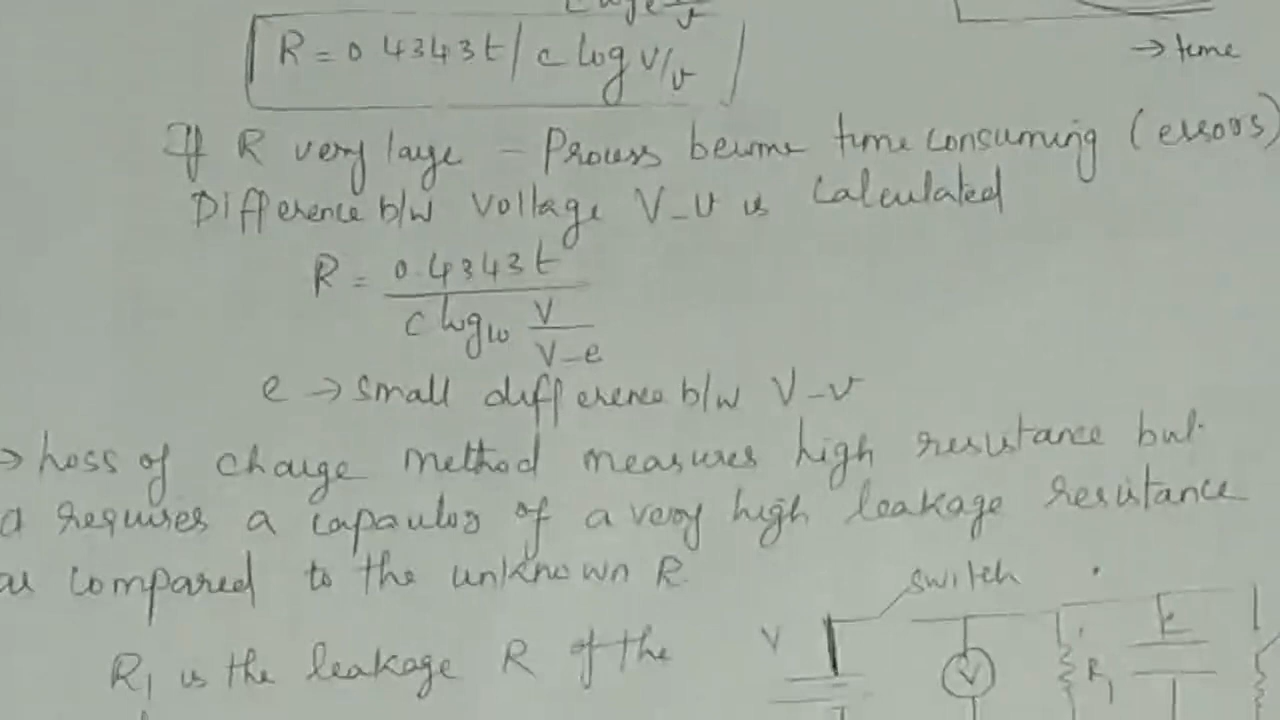 R = 0 4343t / c log V/v
→ time
If R very large - Process become time consuming (errors)
Difference b/w voltage V-v is calculated
R = 0.4343t
c log10 V
V-e
e → small difference b/w V-v
→ Loss of charge method measures high resistance but
requires a capacitor of a very high leakage resistance
as compared to the unknown R.
switch
R1 is the leakage R of the
V
V
R1